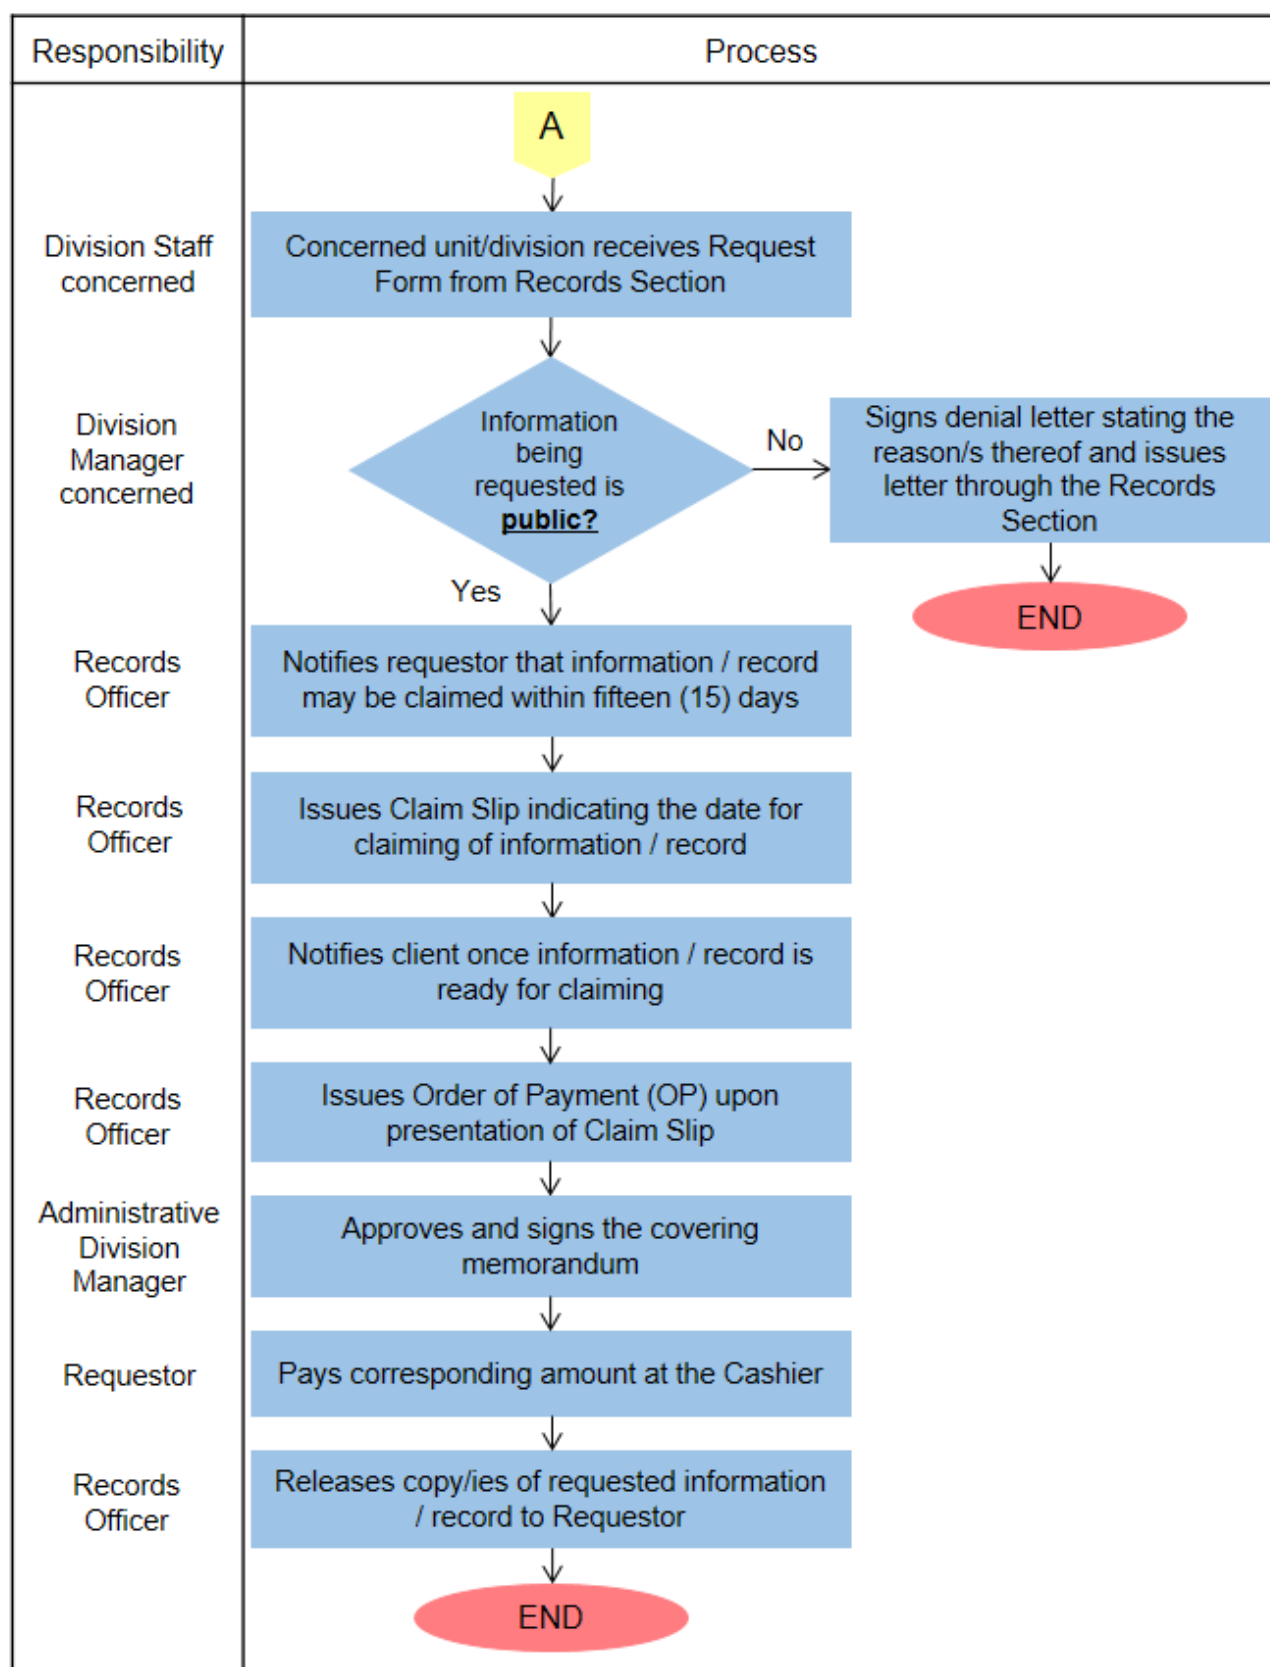 Responsibility
Process
A
Division Staff
concerned
Concerned unit/division receives Request
Form from Records Section
Division
Manager
concerned
Information
being
requested is
public?
No
Signs denial letter stating the
reason/s thereof and issues
letter through the Records
Section
END
Yes
Records
Officer
Notifies requestor that information / record
may be claimed within fifteen (15) days
Records
Officer
Issues Claim Slip indicating the date for
claiming of information / record
Records
Officer
Notifies client once information / record is
ready for claiming
Records
Officer
Issues Order of Payment (OP) upon
presentation of Claim Slip
Administrative
Division
Manager
Approves and signs the covering
memorandum
Requestor
Pays corresponding amount at the Cashier
Records
Officer
Releases copy/ies of requested information
/ record to Requestor
END